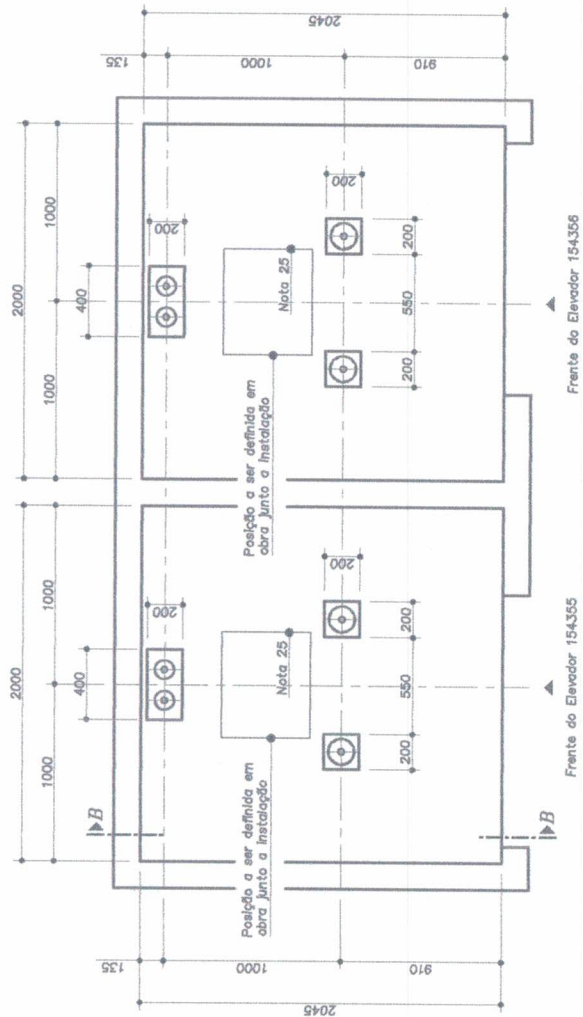 2000
1000
1000
400
200
135
1000
910
2045
B
Posição a ser definida em
obra junto a instalação
Nota 25
200
200
550
200
B
Frente do Elevador 154355
2000
1000
1000
400
200
135
1000
910
2045
Posição a ser definida em
obra junto a instalação
Nota 25
200
200
550
200
Frente do Elevador 154356